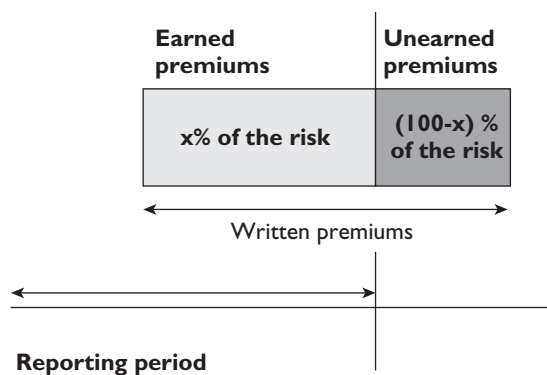 Earned
premiums
Unearned
premiums
x% of the risk
(100-x) %
of the risk
Written premiums
Reporting period